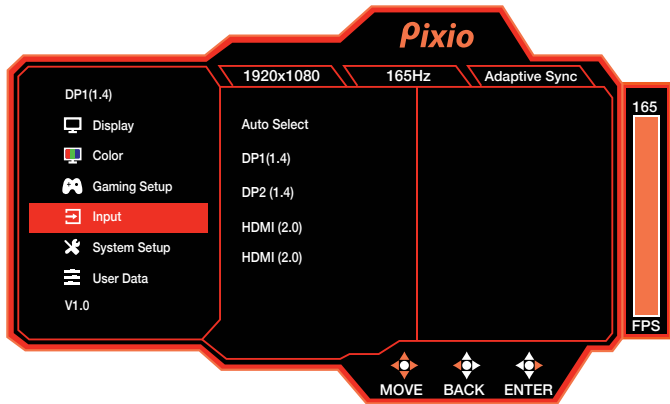 Pixio
1920x1080 165Hz Adaptive Sync
DP1(1.4)
Display
Color
Gaming Setup
Input
System Setup
User Data
V1.0
Auto Select
DP1(1.4)
DP2 (1.4)
HDMI (2.0)
HDMI (2.0)
165
FPS
MOVE BACK ENTER